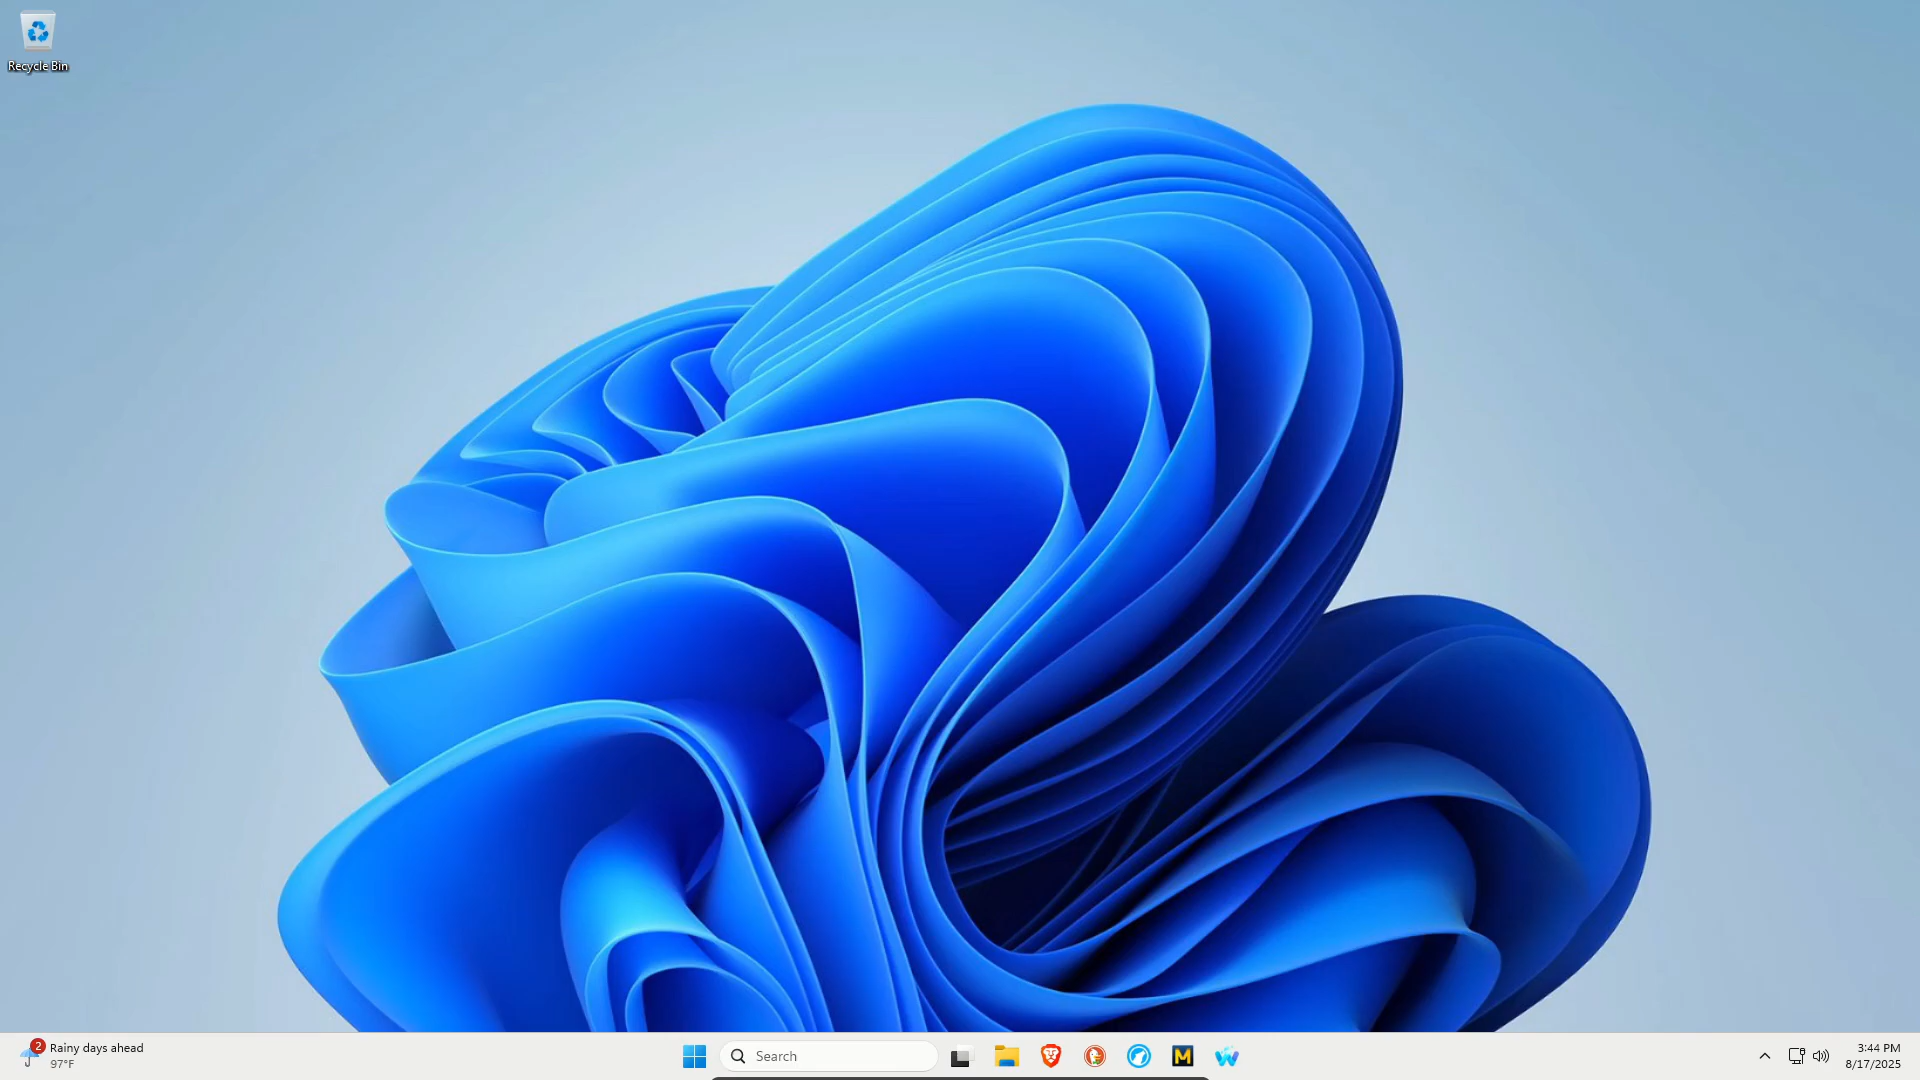 Recycle Bin
2
Rainy days ahead
97°F
Search
M
3:44 PM
8/17/2025